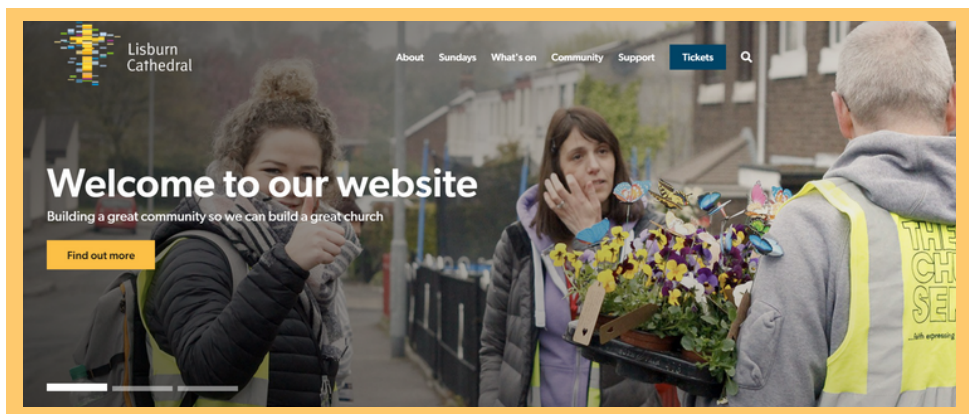 Lisburn
Cathedral
About Sundays What's on Community Support Tickets
Welcome to our website
Building a great community so we can build a great church
Find out more
THE